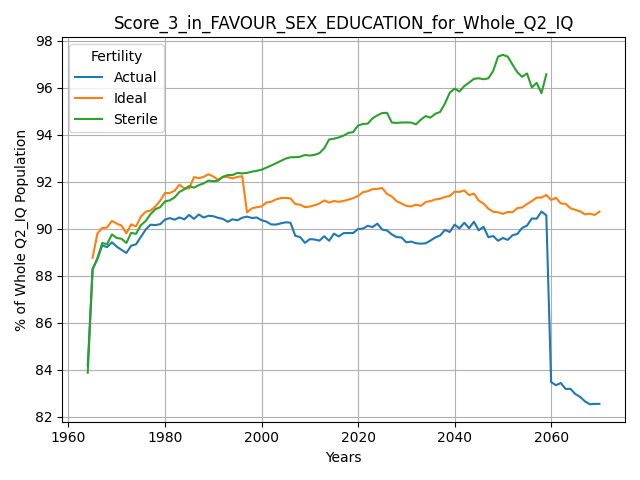 Score_3_in_FAVOUR_SEX_EDUCATION_for_Whole_Q2_IQ
98
96
94
92
90
88
86
84
82
% of Whole Q2_IQ Population
Fertility
Actual
Ideal
Sterile
1960
1980
2000
2020
2040
2060
Years